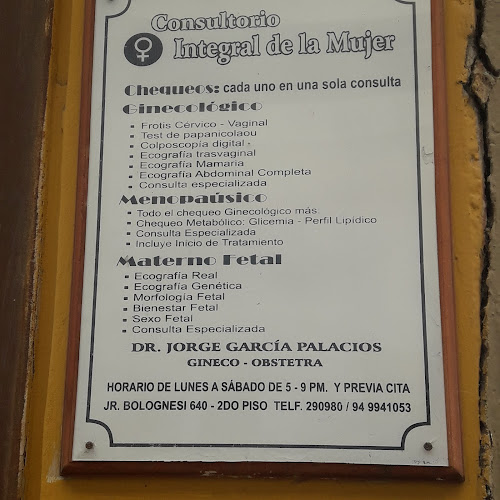 Consultorio
Integral de la Mujer
Chequeos: cada uno en una sola consulta
Ginecológico
▪ Frotis Cérvico - Vaginal
▪ Test de papanicolaou
▪ Colposcopía digital
▪ Ecografía trasvaginal
▪ Ecografía Mamaria
▪ Ecografía Abdominal Completa
▪ Consulta especializada
Menopaúsico
▪ Todo el chequeo Ginecológico más
▪ Chequeo Metabólico: Glicemia - Perfil Lipídico
▪ Consulta Especializada
▪ Incluye Inicio de Tratamiento
Materno Fetal
▪ Ecografía Real
▪ Ecografía Genética
▪ Morfología Fetal
▪ Bienestar Fetal
▪ Sexo Fetal
▪ Consulta Especializada
DR. JORGE GARCÍA PALACIOS
GINECO - OBSTETRA
HORARIO DE LUNES A SÁBADO DE 5 - 9 PM. Y PREVIA CITA
JR. BOLOGNESI 640 - 2DO PISO TELF. 290980 / 94 9941053